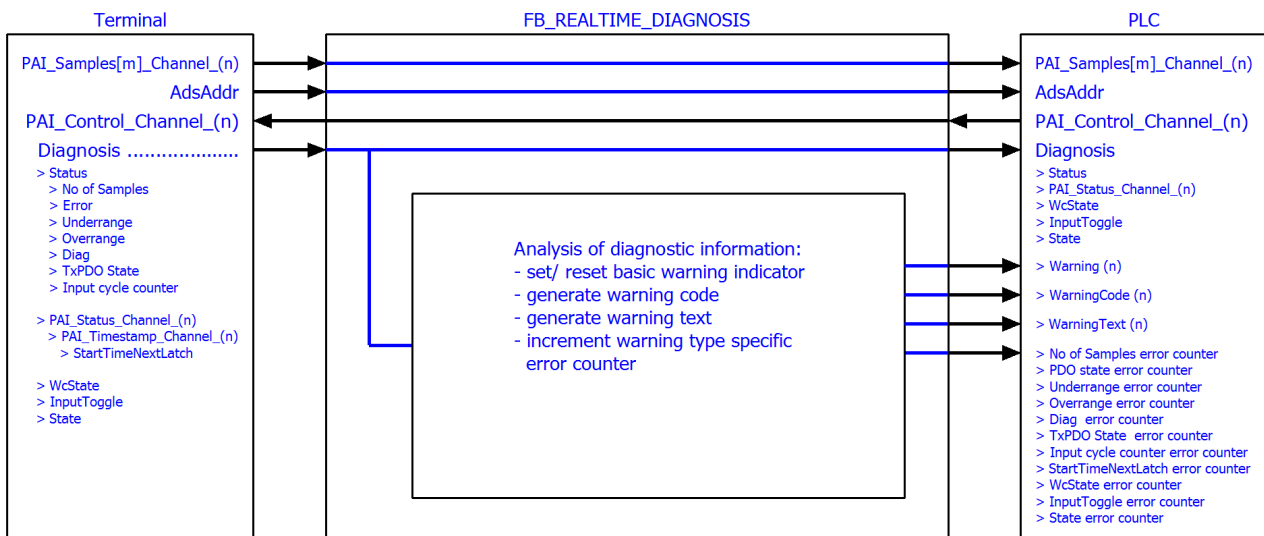 Terminal
FB_REALTIME_DIAGNOSIS
PLC
PAI_Samples[m]_Channel_(n)
AdsAddr
PAI_Control_Channel_(n)
Diagnosis .....................
> Status
> No of Samples
> Error
> Underrange
> Overrange
> Diag
> TxPDO State
> Input cycle counter
> PAI_Status_Channel_(n)
> PAI_Timestamp_Channel_(n)
> StartTimeNextLatch
> WcState
> InputToggle
> State
Analysis of diagnostic information:
- set/ reset basic warning indicator
- generate warning code
- generate warning text
- increment warning type specific
error counter
PAI_Samples[m]_Channel_(n)
AdsAddr
PAI_Control_Channel_(n)
Diagnosis
> Status
> PAI_Status_Channel_(n)
> WcState
> InputToggle
> State
> Warning (n)
> WarningCode (n)
> WarningText (n)
> No of Samples error counter
> PDO state error counter
> Underrange error counter
> Overrange error counter
> Diag  error counter
> TxPDO State  error counter
> Input cycle counter error counter
> StartTimeNextLatch error counter
> WcState error counter
> InputToggle error counter
> State error counter